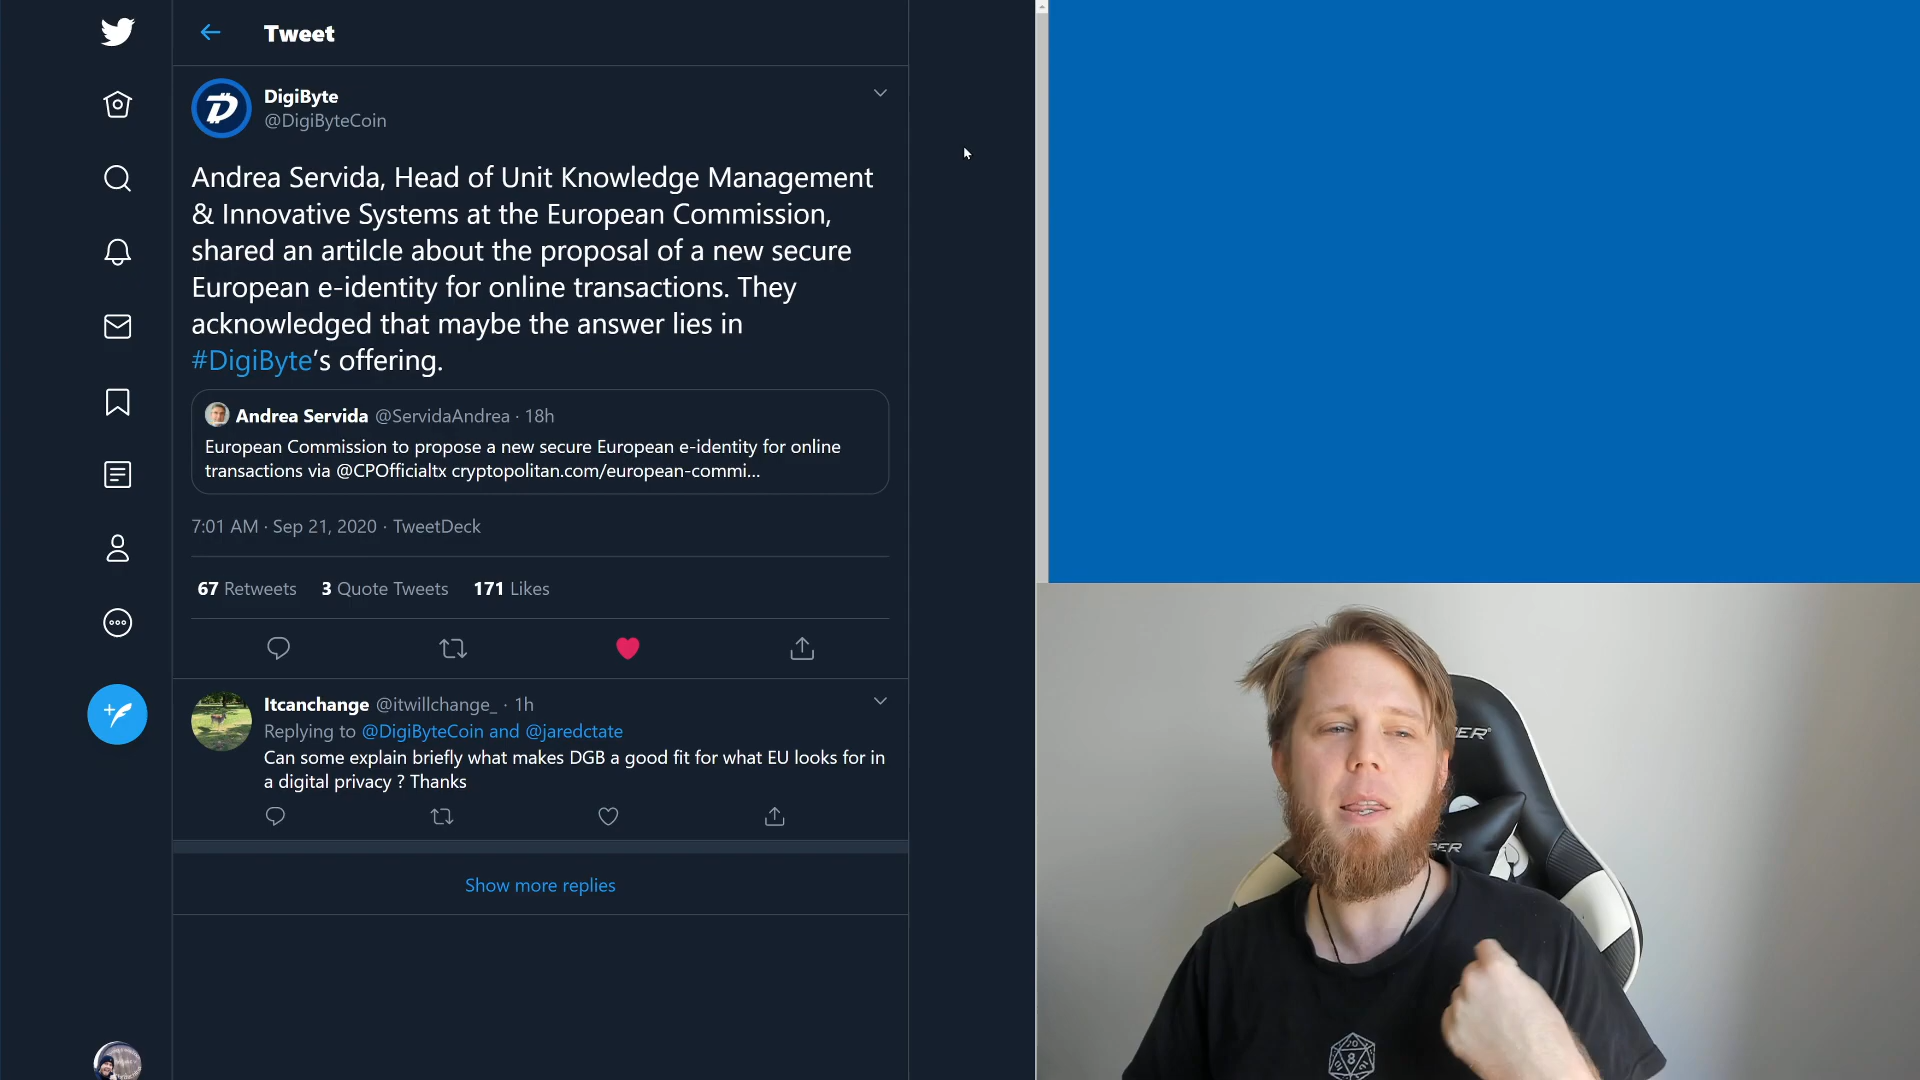 Tweet
DigiByte
@DigiByteCoin
Andrea Servida, Head of Unit Knowledge Management
& Innovative Systems at the European Commission,
shared an artilcle about the proposal of a new secure
European e-identity for online transactions. They
acknowledged that maybe the answer lies in
#DigiByte's offering.
Andrea Servida @ServidaAndrea · 18h
European Commission to propose a new secure European e-identity for online
transactions via @CPOfficialtx cryptopolitan.com/european-commi...
7:01 AM · Sep 21, 2020 · TweetDeck
67 Retweets 3 Quote Tweets 171 Likes
Itcanchange @itwillchange_ · 1h
Replying to @DigiByteCoin and @jaredctate
Can some explain briefly what makes DGB a good fit for what EU looks for in
a digital privacy ? Thanks
Show more replies
8